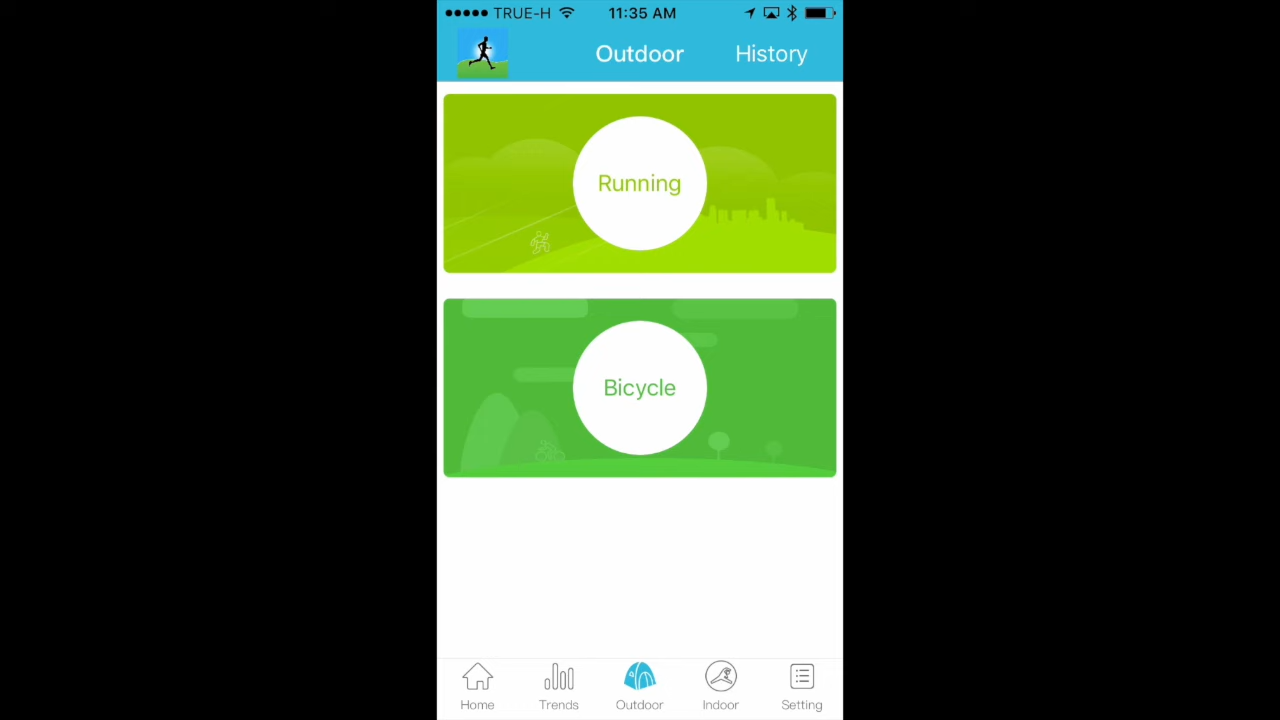 TRUE-H 11:35 AM
Outdoor History
Running
Bicycle
Home Trends Outdoor Indoor Setting